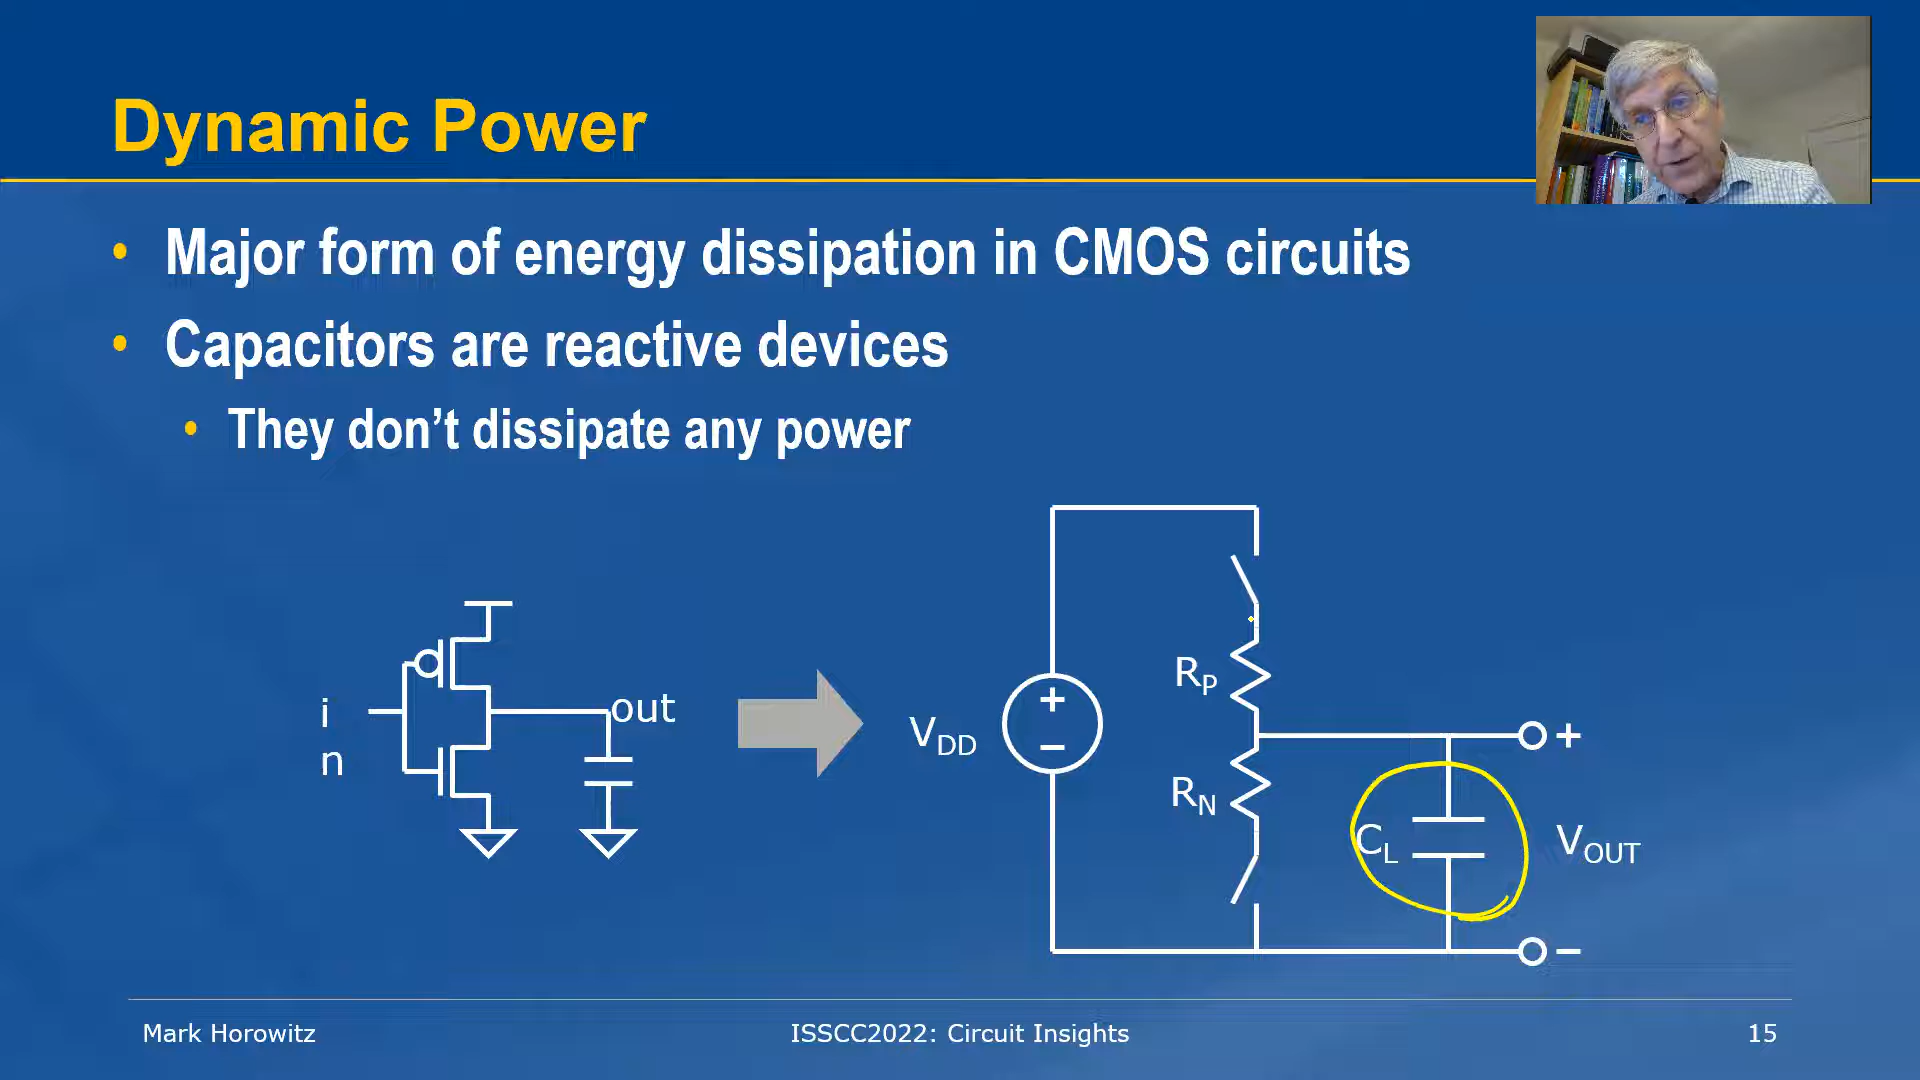 Dynamic Power
• Major form of energy dissipation in CMOS circuits
• Capacitors are reactive devices
• They don’t dissipate any power
i
n
out
VDD
+
−
RP
RN
CL
+
VOUT
−
Mark Horowitz
ISSCC2022: Circuit Insights
15